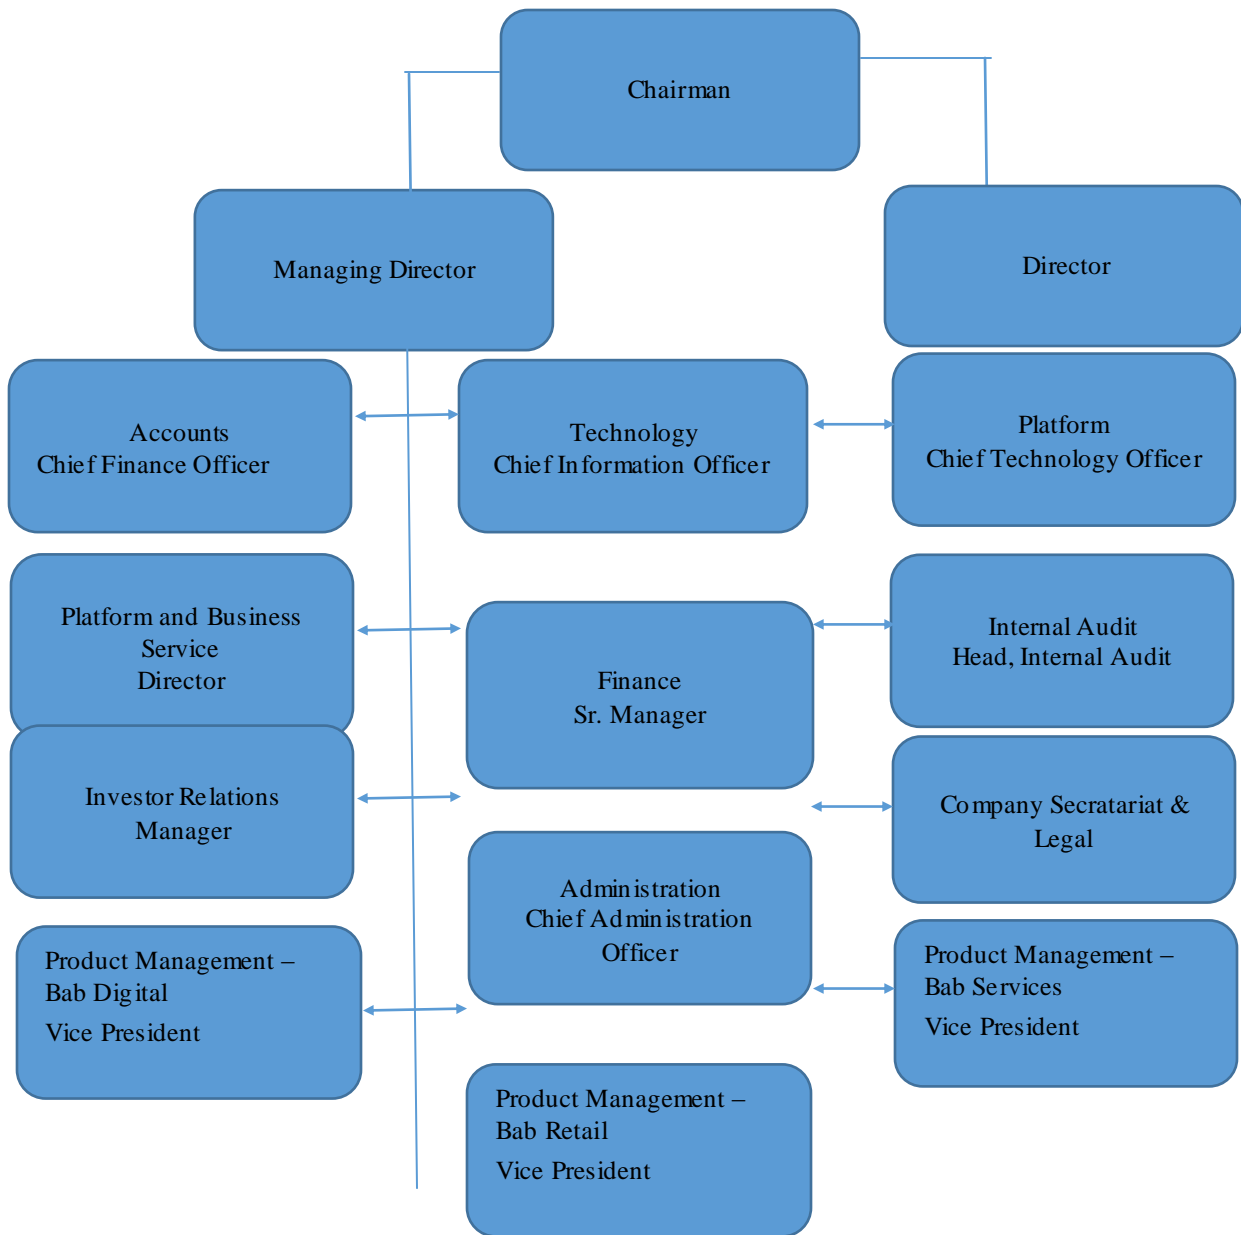 Chairman
Managing Director
Director
Accounts
Chief Finance Officer
Technology
Chief Information Officer
Platform
Chief Technology Officer
Platform and Business
Service
Director
Finance
Sr. Manager
Internal Audit
Head, Internal Audit
Investor Relations
Manager
Company Secratariat &
Legal
Administration
Chief Administration
Officer
Product Management –
Bab Digital
Vice President
Product Management –
Bab Services
Vice President
Product Management –
Bab Retail
Vice President